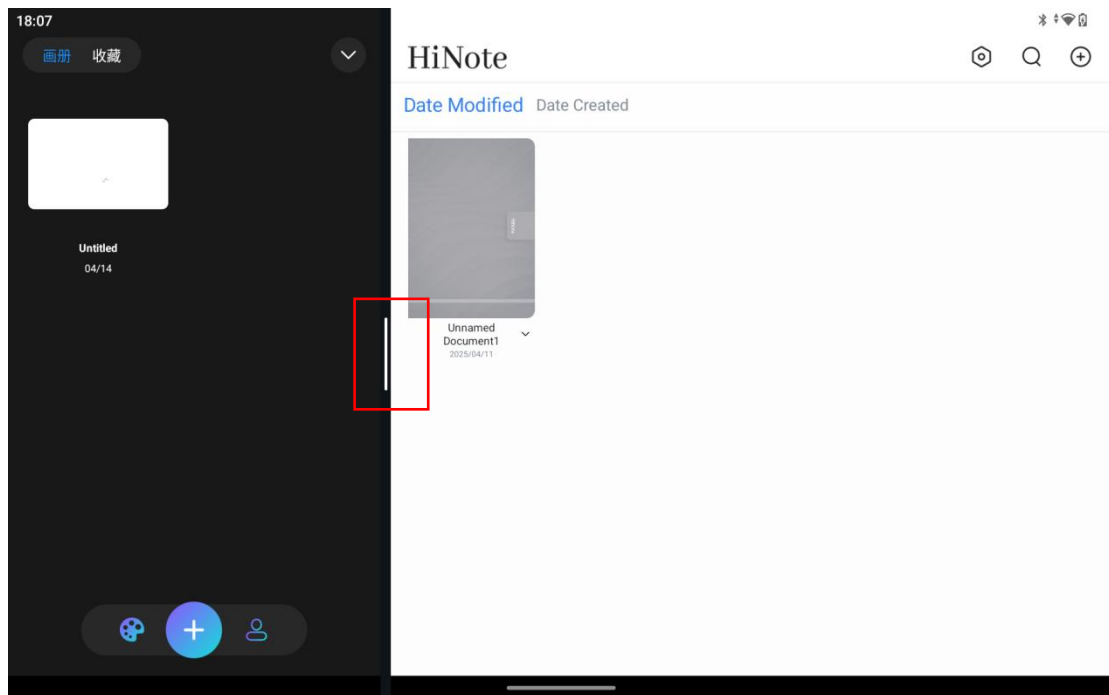 18:07
画册 收藏
Untitled
04/14
HiNote
Date Modified Date Created
Unnamed
Document1
2025/04/11